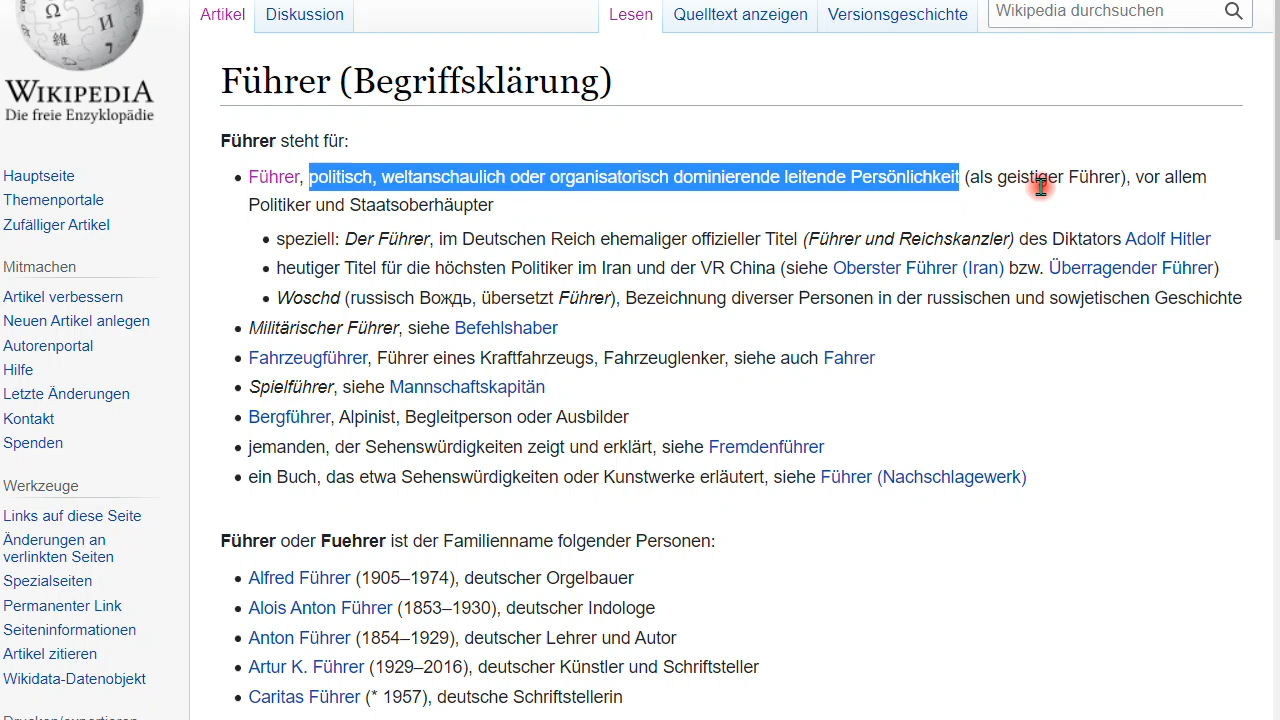 WIKIPEDIA
Die freie Enzyklopädie
Hauptseite
Themenportale
Zufälliger Artikel
Mitmachen
Artikel verbessern
Neuen Artikel anlegen
Autorenportal
Hilfe
Letzte Änderungen
Kontakt
Spenden
Werkzeuge
Links auf diese Seite
Änderungen an
verlinkten Seiten
Spezialseiten
Permanenter Link
Seiteninformationen
Artikel zitieren
Wikidata-Datenobjekt
Artikel Diskussion Lesen Quelltext anzeigen Versionsgeschichte Wikipedia durchsuchen
Führer (Begriffsklärung)
Führer steht für:
• Führer, politisch, weltanschaulich oder organisatorisch dominierende leitende Persönlichkeit (als geistiger Führer), vor allem
Politiker und Staatsoberhäupter
• speziell: Der Führer, im Deutschen Reich ehemaliger offizieller Titel (Führer und Reichskanzler) des Diktators Adolf Hitler
• heutiger Titel für die höchsten Politiker im Iran und der VR China (siehe Oberster Führer (Iran) bzw. Überragender Führer)
• Woschd (russisch Вождь, übersetzt Führer), Bezeichnung diverser Personen in der russischen und sowjetischen Geschichte
• Militärischer Führer, siehe Befehlshaber
• Fahrzeugführer, Führer eines Kraftfahrzeugs, Fahrzeuglenker, siehe auch Fahrer
• Spielführer, siehe Mannschaftskapitän
• Bergführer, Alpinist, Begleitperson oder Ausbilder
• jemanden, der Sehenswürdigkeiten zeigt und erklärt, siehe Fremdenführer
• ein Buch, das etwa Sehenswürdigkeiten oder Kunstwerke erläutert, siehe Führer (Nachschlagewerk)
Führer oder Fuehrer ist der Familienname folgender Personen:
• Alfred Führer (1905–1974), deutscher Orgelbauer
• Alois Anton Führer (1853–1930), deutscher Indologe
• Anton Führer (1854–1929), deutscher Lehrer und Autor
• Artur K. Führer (1929–2016), deutscher Künstler und Schriftsteller
• Caritas Führer (* 1957), deutsche Schriftstellerin